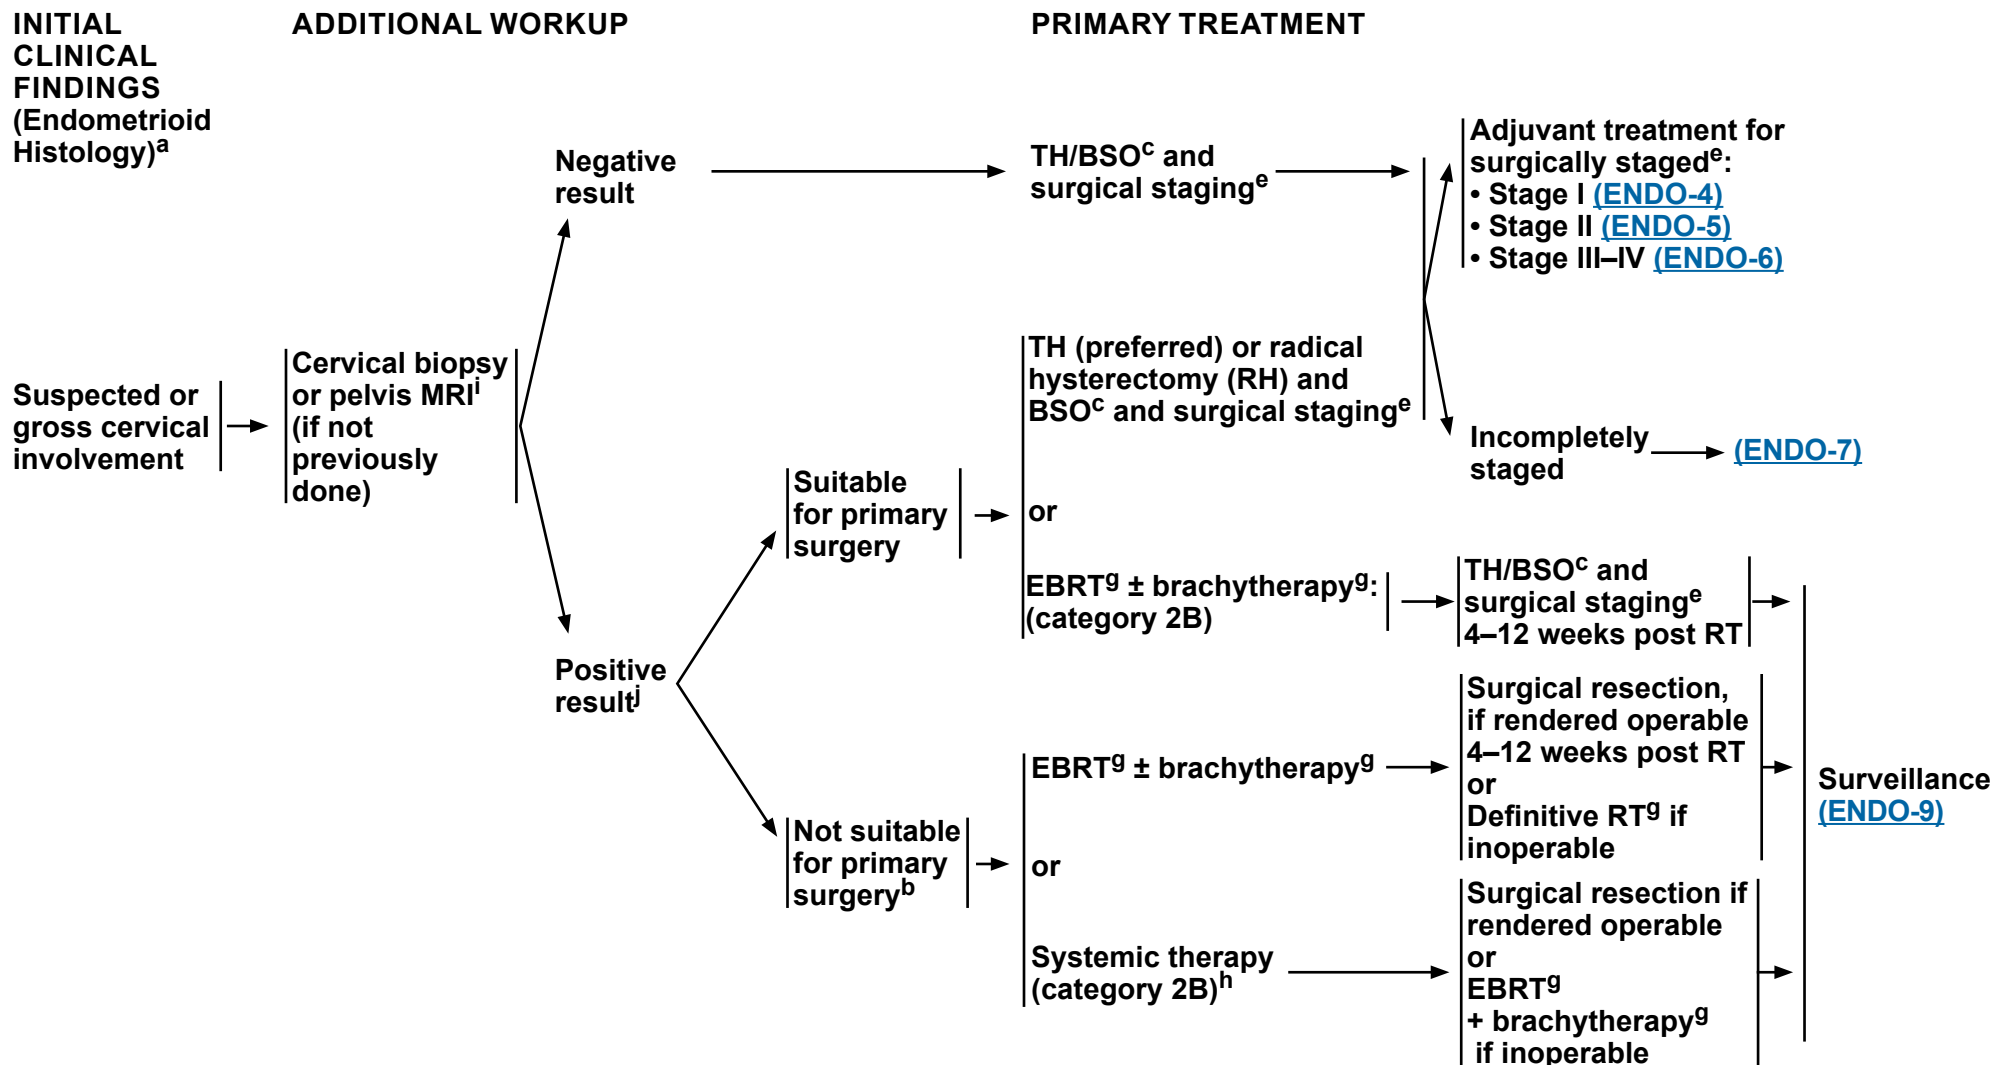 INITIAL
CLINICAL
FINDINGS
(Endometrioid
Histology)a
ADDITIONAL WORKUP
PRIMARY TREATMENT
Suspected or
gross cervical
involvement
Cervical biopsy
or pelvis MRIi
(if not
previously
done)
Negative
result
TH/BSOc and
surgical staginge
Adjuvant treatment for
surgically stagede:
• Stage I (ENDO-4)
• Stage II (ENDO-5)
• Stage III–IV (ENDO-6)
Incompletely
staged
(ENDO-7)
Positive
resultj
Suitable
for primary
surgery
TH (preferred) or radical
hysterectomy (RH) and
BSOc and surgical staginge
or
EBRTg ± brachytherapyg:
(category 2B)
TH/BSOc and
surgical staginge
4–12 weeks post RT
Not suitable
for primary
surgeryb
EBRTg ± brachytherapyg
or
Systemic therapy
(category 2B)h
Surgical resection,
if rendered operable
4–12 weeks post RT
or
Definitive RTg if
inoperable
Surgical resection if
rendered operable
or
EBRTg
+ brachytherapyg
if inoperable
Surveillance
(ENDO-9)